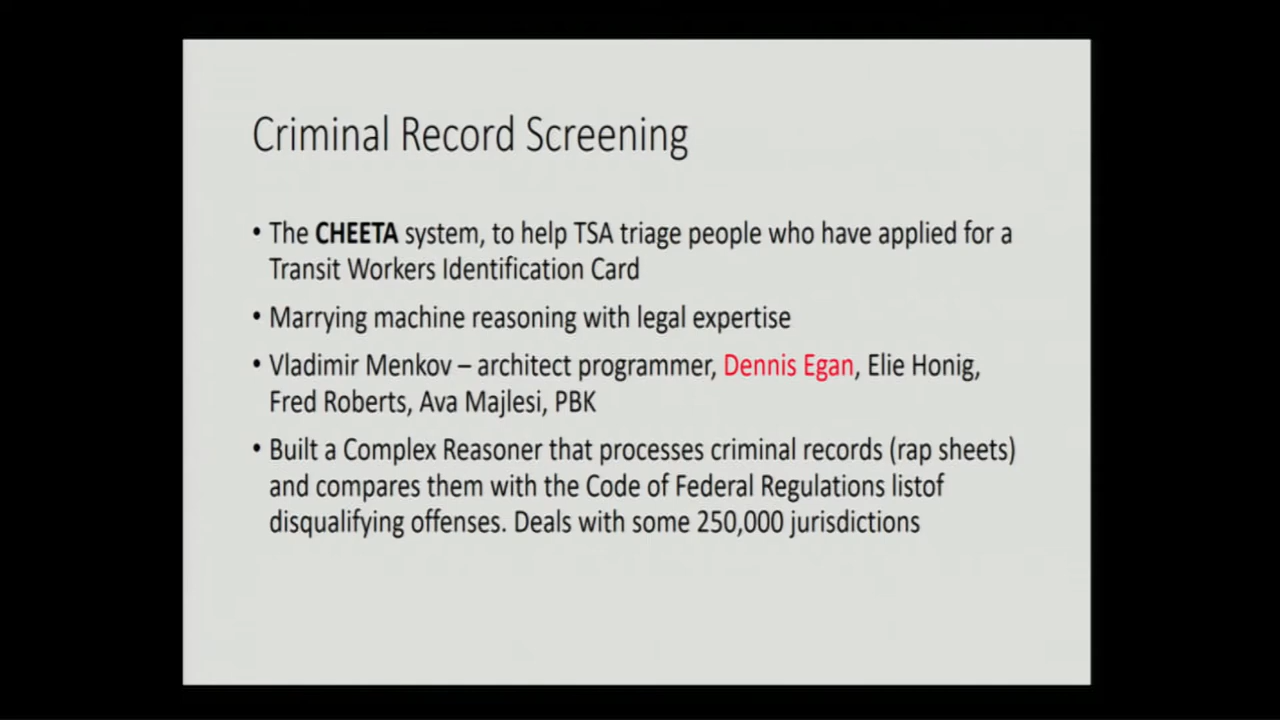 Criminal Record Screening
• The CHEETA system, to help TSA triage people who have applied for a
Transit Workers Identification Card
• Marrying machine reasoning with legal expertise
• Vladimir Menkov – architect programmer, Dennis Egan, Elie Honig,
Fred Roberts, Ava Majlesi, PBK
• Built a Complex Reasoner that processes criminal records (rap sheets)
and compares them with the Code of Federal Regulations listof
disqualifying offenses. Deals with some 250,000 jurisdictions